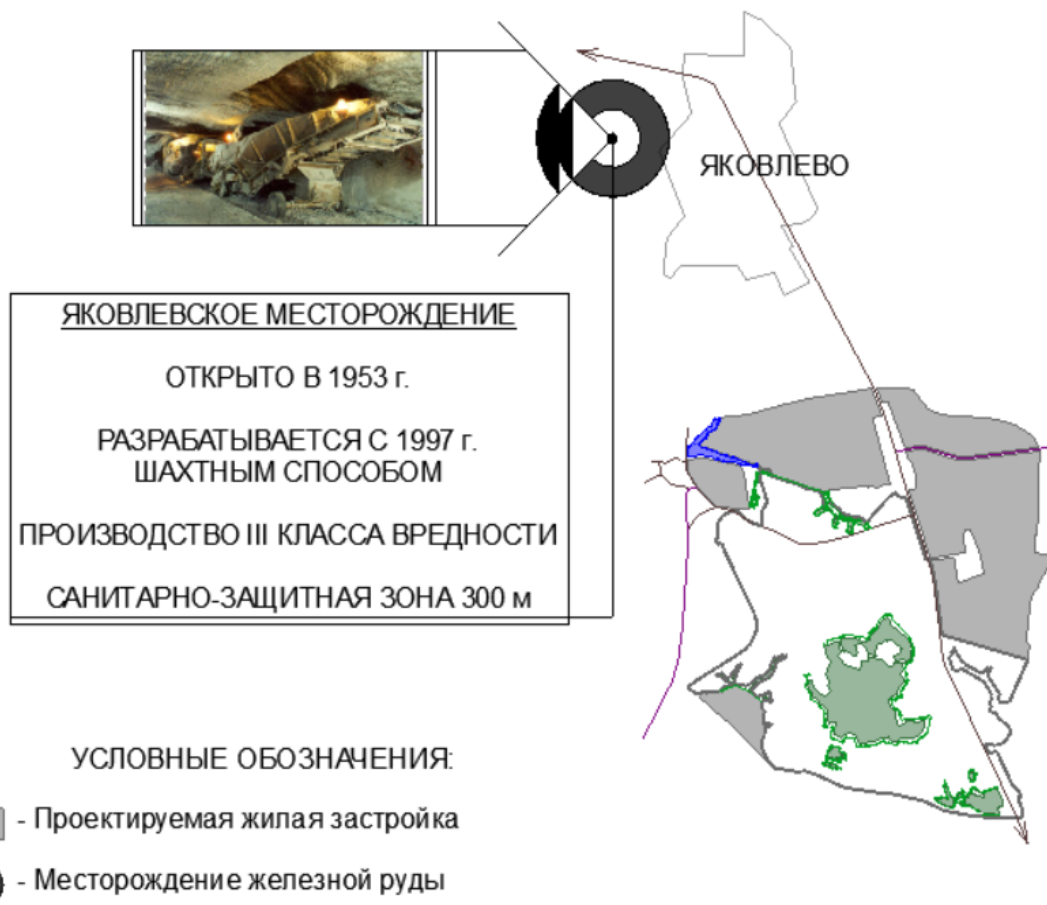 ЯКОВЛЕВО
ЯКОВЛЕВСКОЕ МЕСТОРОЖДЕНИЕ
ОТКРЫТО В 1953 г.
РАЗРАБАТЫВАЕТСЯ С 1997 г.
ШАХТНЫМ СПОСОБОМ
ПРОИЗВОДСТВО III КЛАССА ВРЕДНОСТИ
САНИТАРНО-ЗАЩИТНАЯ ЗОНА 300 м
УСЛОВНЫЕ ОБОЗНАЧЕНИЯ:
- Проектируемая жилая застройка
- Месторождение железной руды